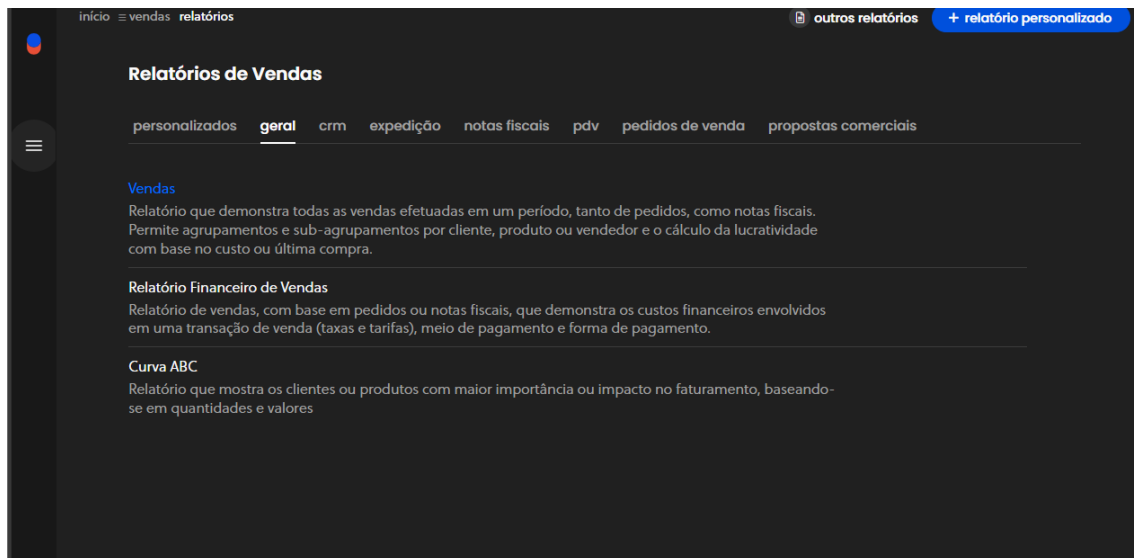 início vendas relatórios
outros relatórios + relatório personalizado
Relatórios de Vendas
personalizados geral crm expedição notas fiscais pdv pedidos de venda propostas comerciais
Vendas
Relatório que demonstra todas as vendas efetuadas em um período, tanto de pedidos, como notas fiscais.
Permite agrupamentos e sub-agrupamentos por cliente, produto ou vendedor e o cálculo da lucratividade
com base no custo ou última compra.
Relatório Financeiro de Vendas
Relatório de vendas, com base em pedidos ou notas fiscais, que demonstra os custos financeiros envolvidos
em uma transação de venda (taxas e tarifas), meio de pagamento e forma de pagamento.
Curva ABC
Relatório que mostra os clientes ou produtos com maior importância ou impacto no faturamento, baseando-
se em quantidades e valores